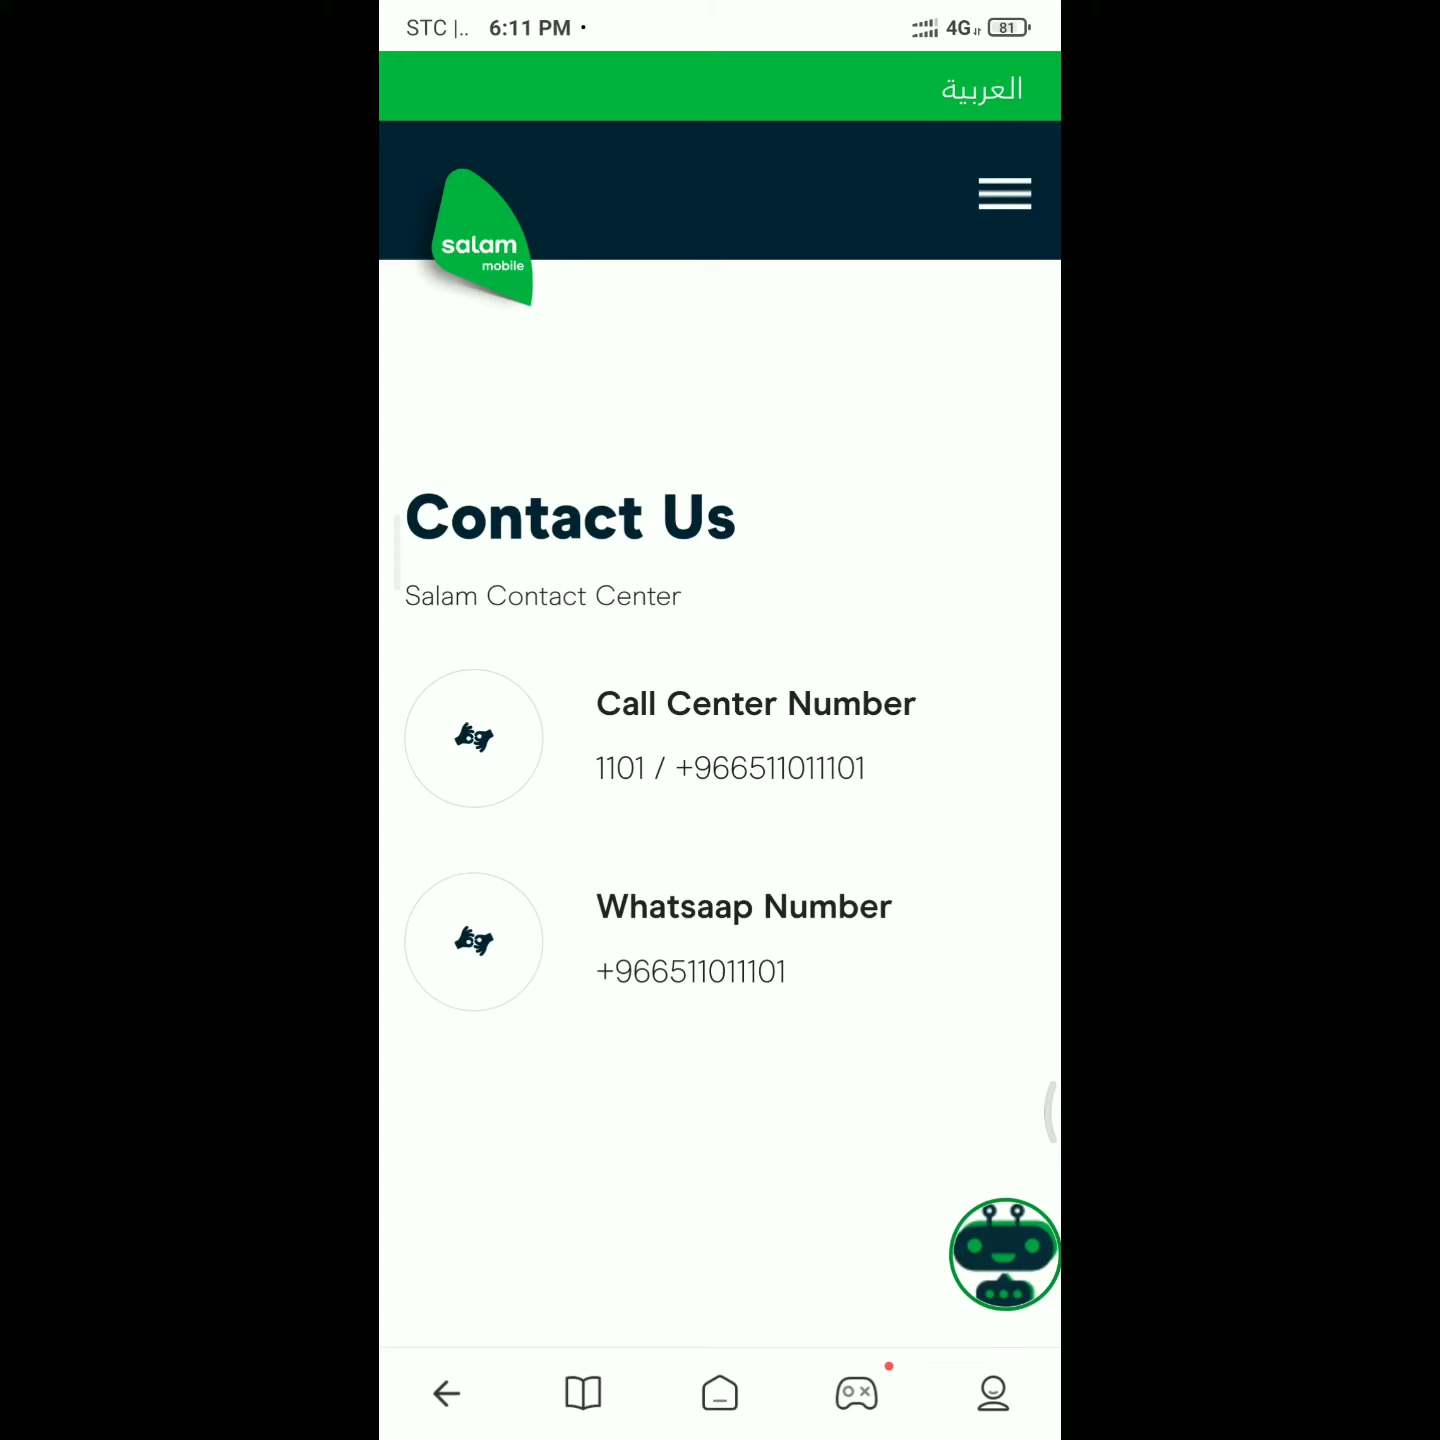 STC |.. 6:11 PM · 4G 81
العربية
salam
mobile
Contact Us
Salam Contact Center
Call Center Number
1101 / +966511011101
Whatsaap Number
+966511011101